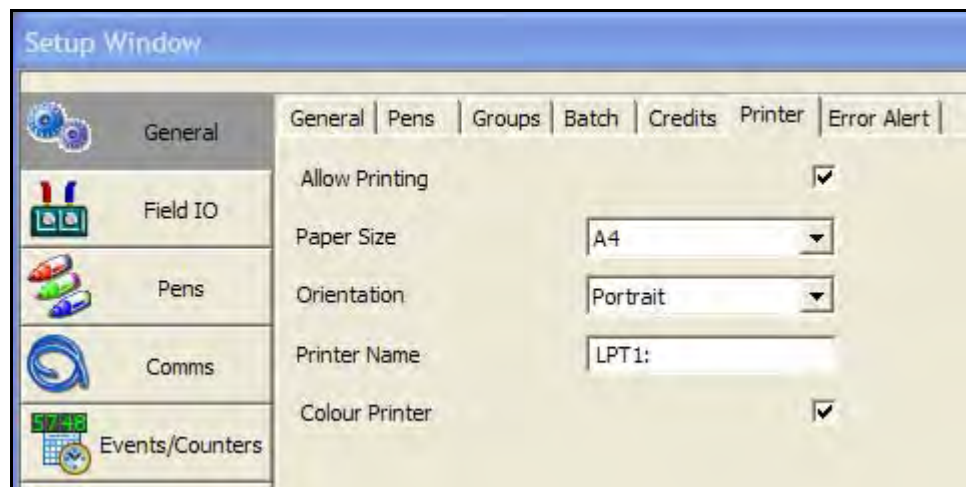 Setup Window
General
Field IO
Pens
Comms
57:48
Events/Counters
General Pens Groups Batch Credits Printer Error Alert
Allow Printing
Paper Size A4
Orientation Portrait
Printer Name LPT1:
Colour Printer